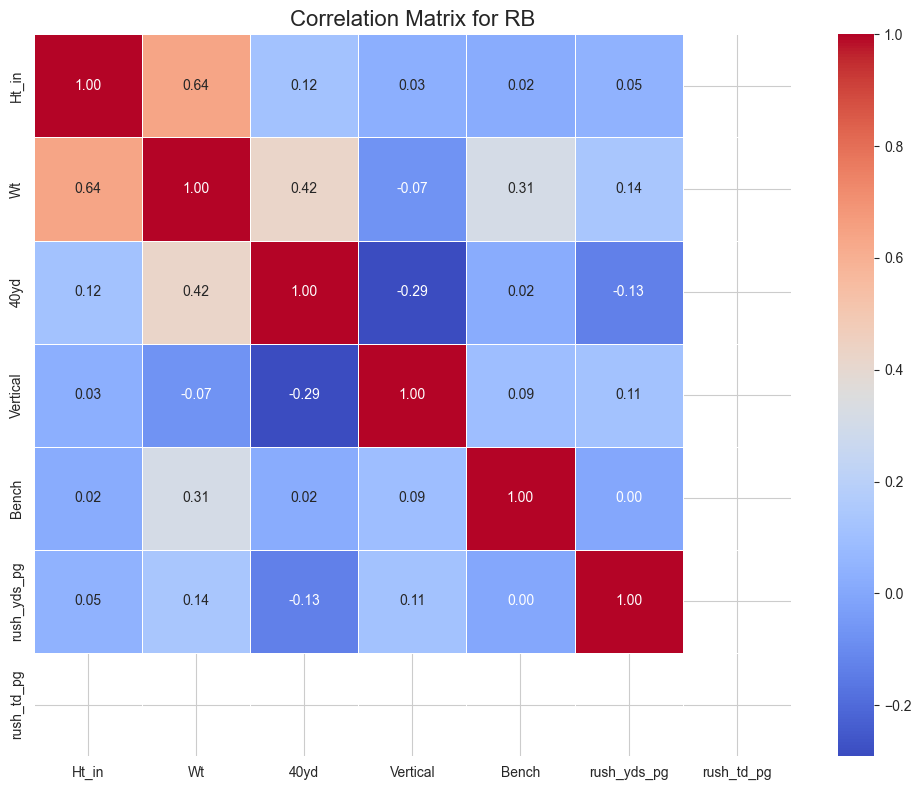 Correlation Matrix for RB
Ht_in 1.00 0.64 0.12 0.03 0.02 0.05
Wt 0.64 1.00 0.42 -0.07 0.31 0.14
40yd 0.12 0.42 1.00 -0.29 0.02 -0.13
Vertical 0.03 -0.07 -0.29 1.00 0.09 0.11
Bench 0.02 0.31 0.02 0.09 1.00 0.00
rush_yds_pg 0.05 0.14 -0.13 0.11 0.00 1.00
rush_td_pg
Ht_in Wt 40yd Vertical Bench rush_yds_pg rush_td_pg
1.0
0.8
0.6
0.4
0.2
0.0
−0.2